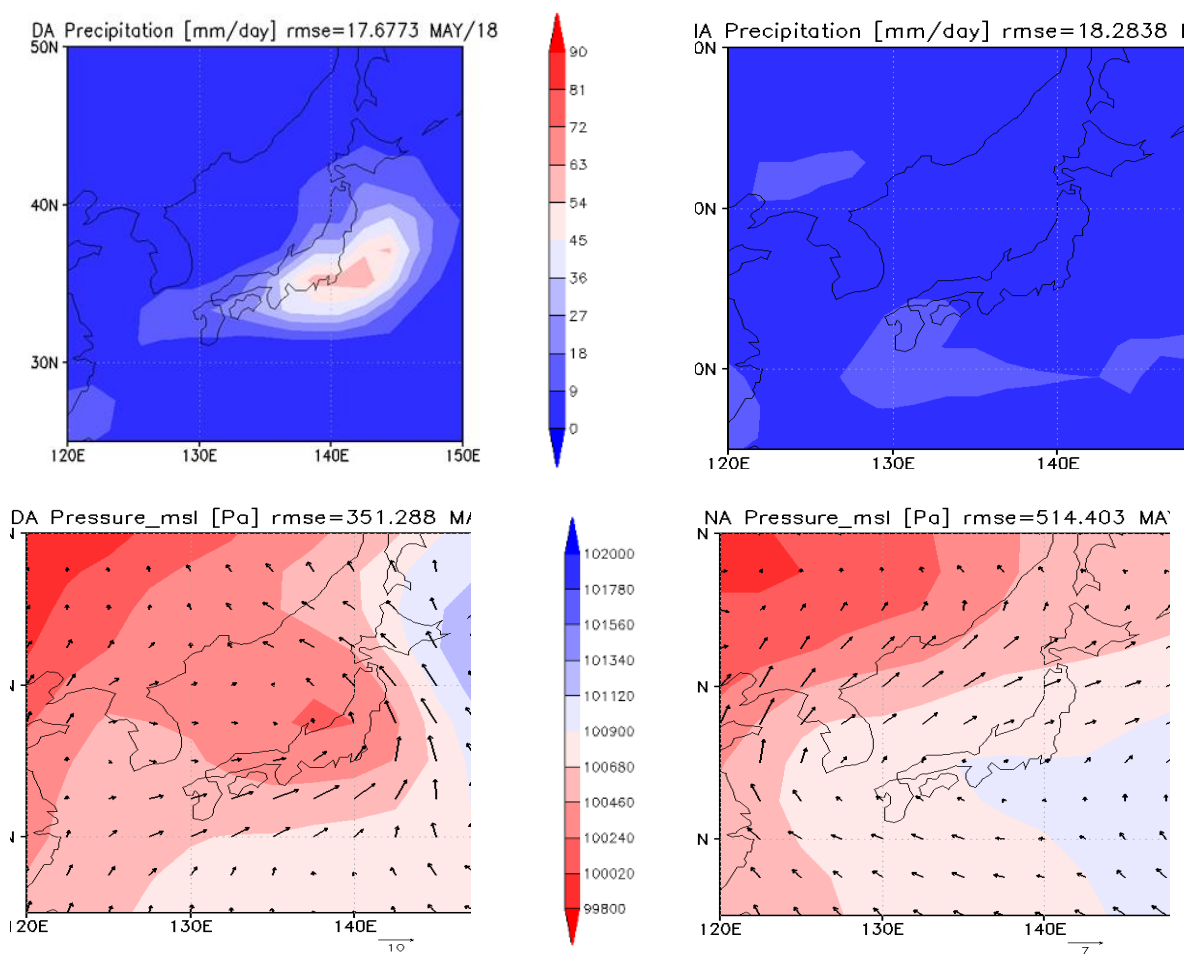 DA Precipitation [mm/day] rmse=17.6773 MAY/18
50N
40N
30N
120E 130E 140E 150E
90
81
72
63
54
45
36
27
18
9
0
IA Precipitation [mm/day] rmse=18.2838
0N
0N
0N
120E 130E 140E
DA Pressure_msl [Pa] rmse=351.288 MA
N
N
N
120E 130E 140E
10
102000
101780
101560
101340
101120
100900
100680
100460
100240
100020
99800
NA Pressure_msl [Pa] rmse=514.403 MAY
N
N
N
120E 130E 140E
7